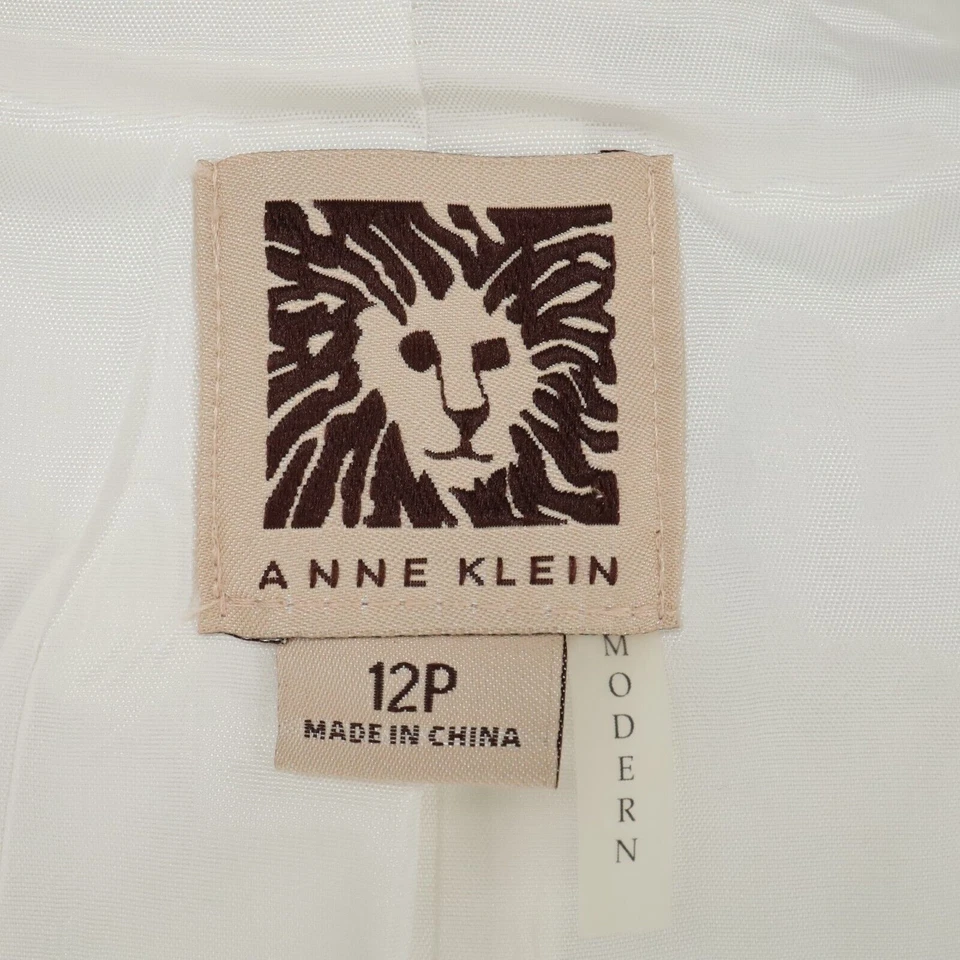 ANNE KLEIN
12P
MADE IN CHINA
MODERN